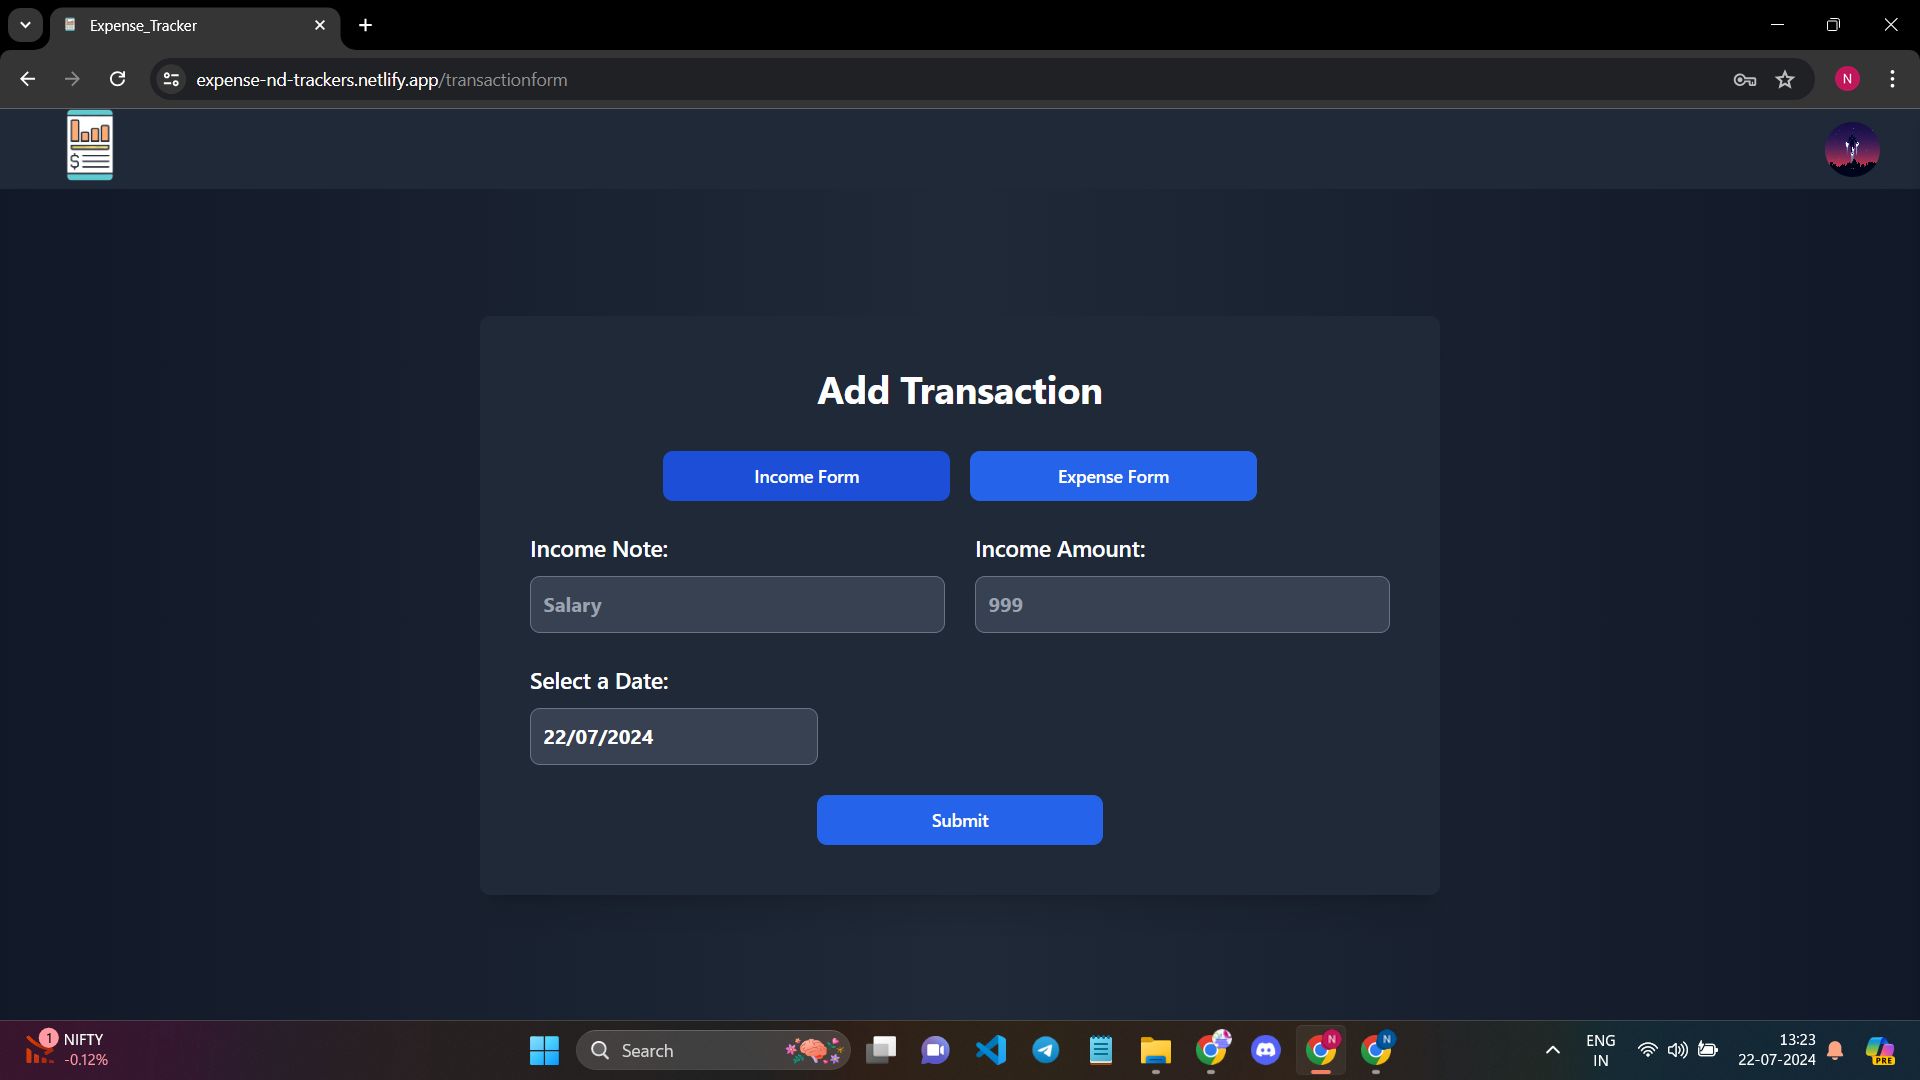 Expense_Tracker
expense-nd-trackers.netlify.app/transactionform
N
$
Add Transaction
Income Form Expense Form
Income Note: Income Amount:
Salary 999
Select a Date:
22/07/2024
Submit
1 NIFTY
-0.12%
Search
N
N
ENG
IN
13:23
22-07-2024
PRE